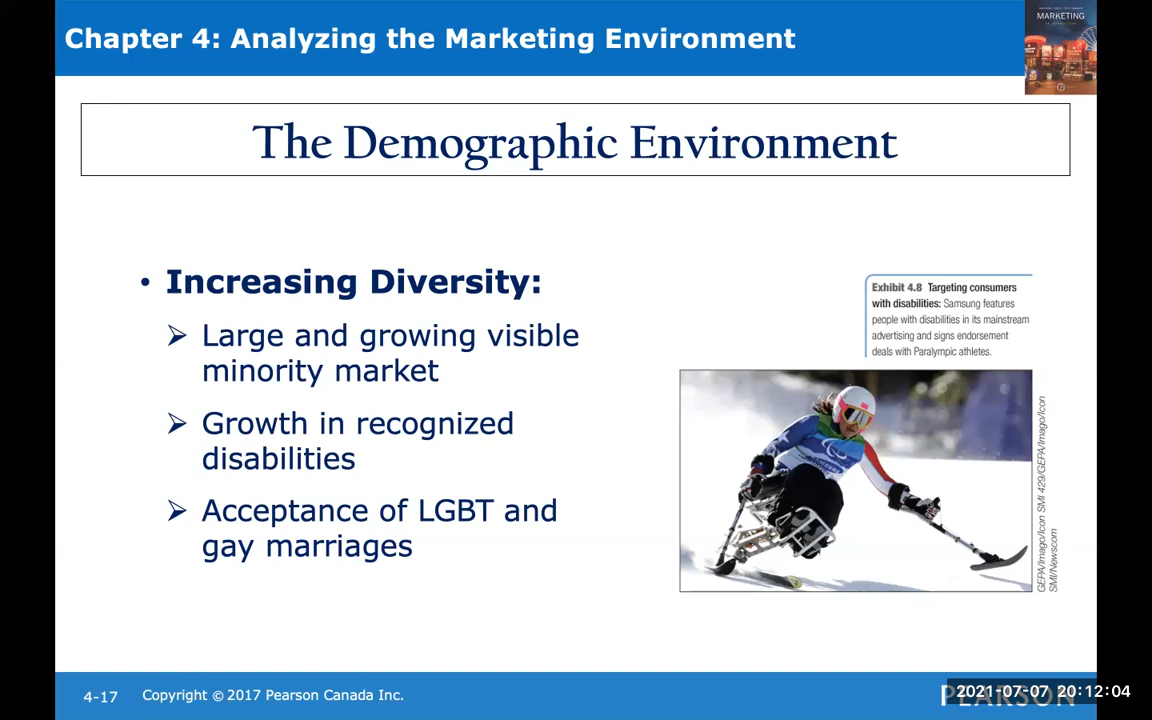 Chapter 4: Analyzing the Marketing Environment
MARKETING
The Demographic Environment
• Increasing Diversity:
➢ Large and growing visible
minority market
➢ Growth in recognized
disabilities
➢ Acceptance of LGBT and
gay marriages
Exhibit 4.8 Targeting consumers
with disabilities: Samsung features
people with disabilities in its mainstream
advertising and signs endorsement
deals with Paralympic athletes.
GEPA/Imago/Icon SMI 429/GEPA/Imago/Icon
SMI/Newscom
4-17
Copyright © 2017 Pearson Canada Inc.
PEARSON
2021-07-07 20:12:04